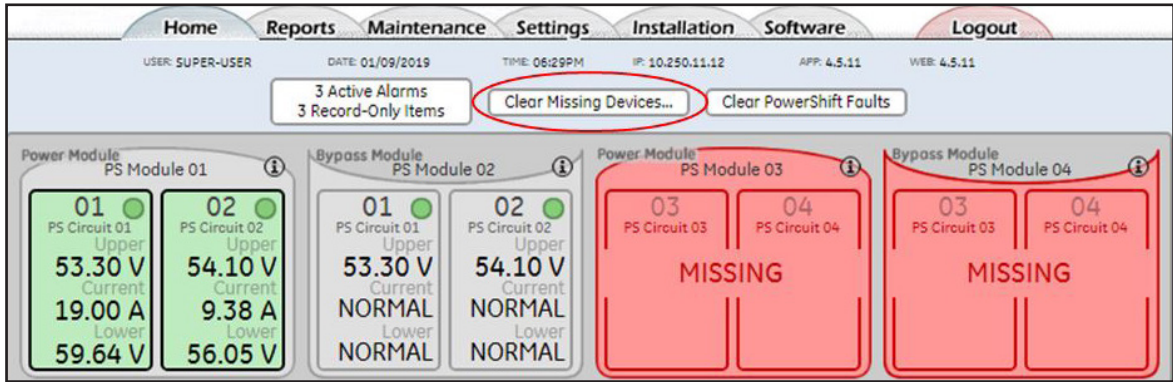 Home Reports Maintenance Settings Installation Software Logout
USER: SUPER-USER DATE: 01/09/2019 TIME: 06:29PM IP: 10.250.11.12 APP: 4.5.11 WEB: 4.5.11
3 Active Alarms
3 Record-Only Items
Clear Missing Devices...
Clear PowerShift Faults
Power Module
PS Module 01
01
PS Circuit 01
Upper
53.30 V
Current
19.00 A
Lower
59.64 V
02
PS Circuit 02
Upper
54.10 V
Current
9.38 A
Lower
56.05 V
Bypass Module
PS Module 02
01
PS Circuit 01
Upper
53.30 V
Current
NORMAL
Lower
NORMAL
02
PS Circuit 02
Upper
54.10 V
Current
NORMAL
Lower
NORMAL
Power Module
PS Module 03
03
PS Circuit 03
04
PS Circuit 04
MISSING
Bypass Module
PS Module 04
03
PS Circuit 03
04
PS Circuit 04
MISSING